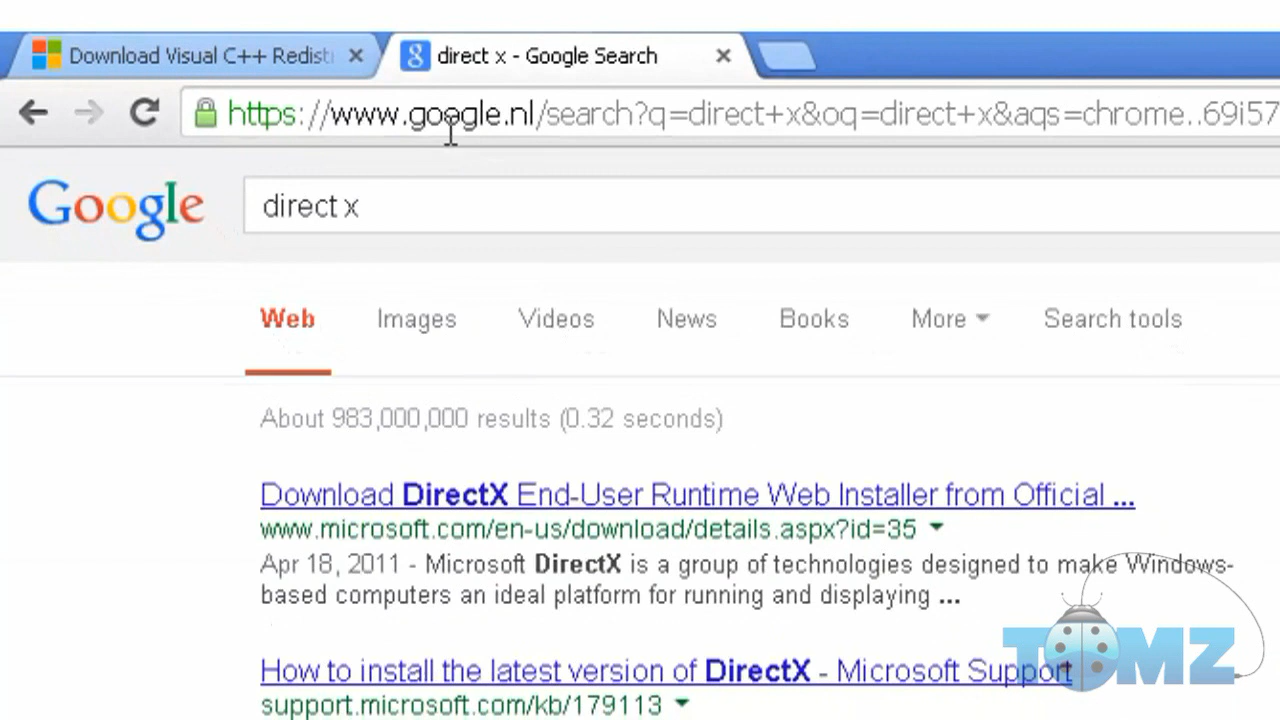 Download Visual C++ Redist
direct x - Google Search
https://www.google.nl/search?q=direct+x&oq=direct+x&aqs=chrome..69i57
Google
direct x
Web Images Videos News Books More Search tools
About 983,000,000 results (0.32 seconds)
Download DirectX End-User Runtime Web Installer from Official ...
www.microsoft.com/en-us/download/details.aspx?id=35
Apr 18, 2011 - Microsoft DirectX is a group of technologies designed to make Windows-
based computers an ideal platform for running and displaying ...
How to install the latest version of DirectX - Microsoft Support
support.microsoft.com/kb/179113
TOMZ